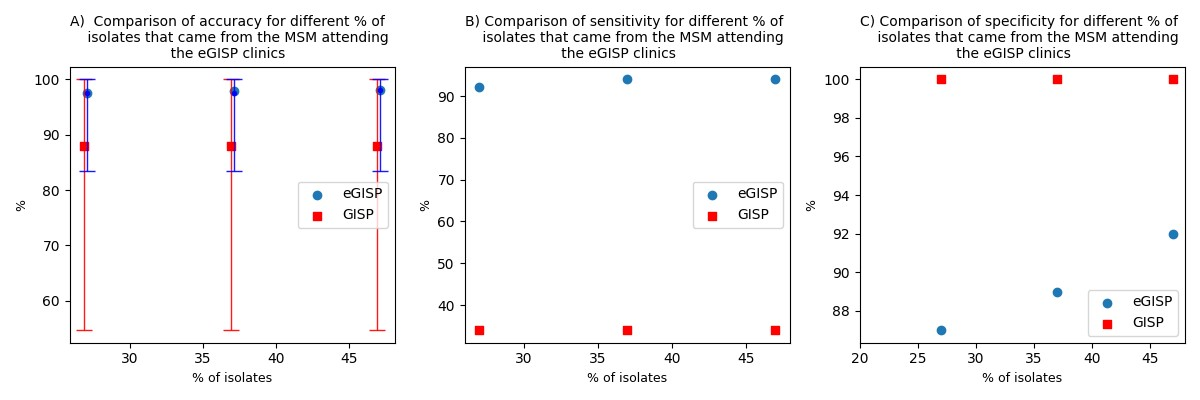 A)  Comparison of accuracy for different % of
isolates that came from the MSM attending
the eGISP clinics
100
90
80
70
60
%
eGISP
GISP
30
35
40
45
% of isolates
B) Comparison of sensitivity for different % of
isolates that came from the MSM attending
the eGISP clinics
90
80
70
60
50
40
%
eGISP
GISP
30
35
40
45
% of isolates
C) Comparison of specificity for different % of
isolates that came from the MSM attending
the eGISP clinics
100
98
96
94
92
90
88
%
eGISP
GISP
20
25
30
35
40
45
% of isolates